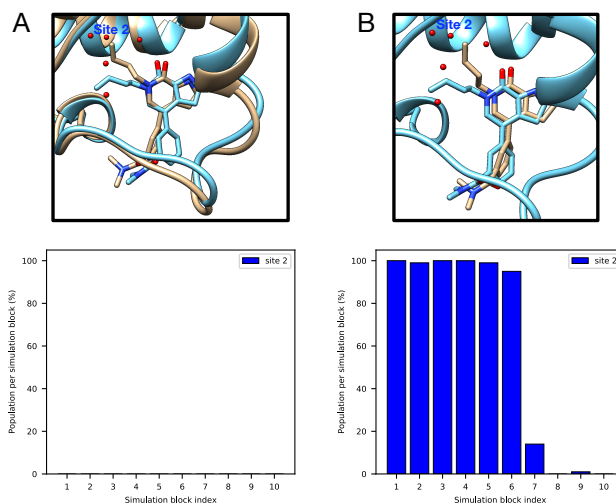 A
B
Site 2
Site 2
Population per simulation block (%)
100
80
60
40
20
0
site 2
1 2 3 4 5 6 7 8 9 10
Simulation block index
Population per simulation block (%)
100
80
60
40
20
0
site 2
1 2 3 4 5 6 7 8 9 10
Simulation block index